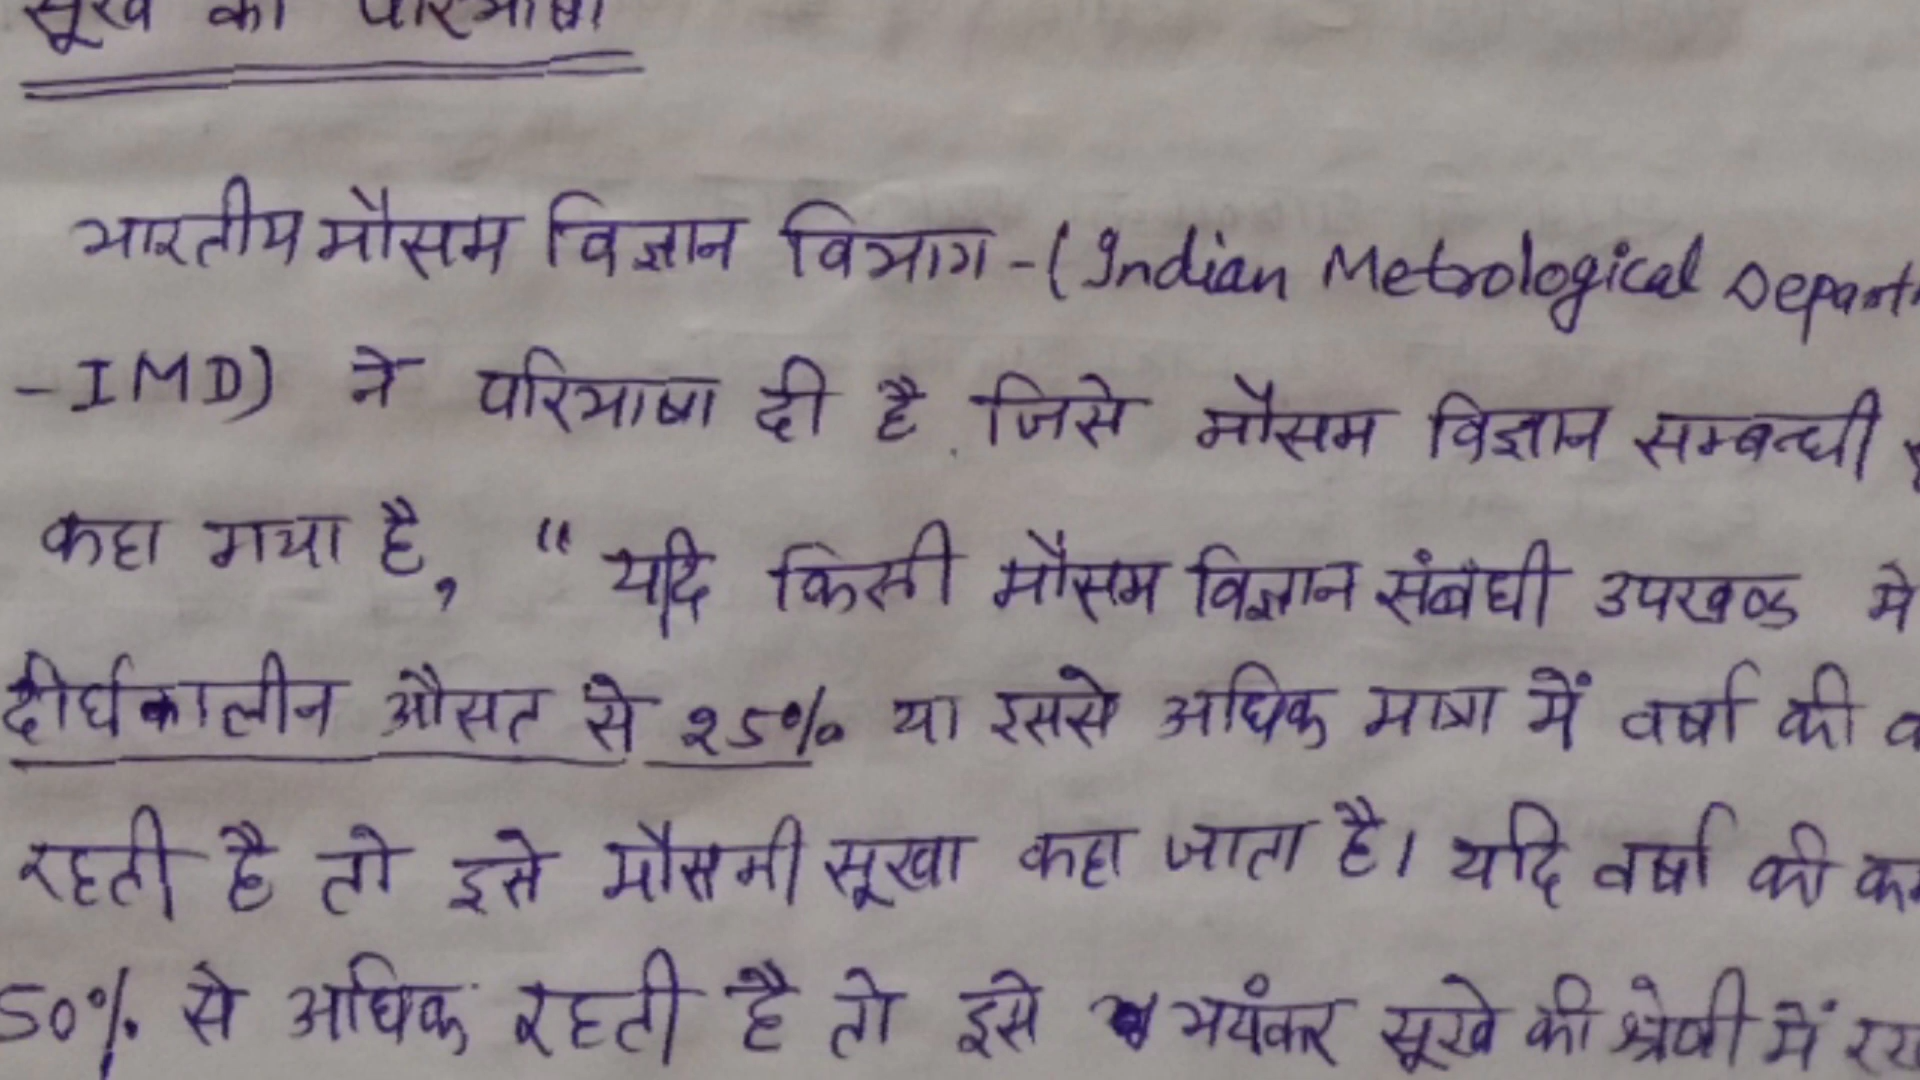 सूखे की परिभाषा
भारतीय मौसम विज्ञान विभाग - (Indian Metrological
- IMD) ने परिभाषा दी है. जिसे मौसम विज्ञान सम्बन्धी
कहा गया है, " यदि किसी मौसम विज्ञान संबंधी उपखण्ड मे
दीर्घकालीन औसत से 25% या इससे अधिक मात्रा में वर्षा की
रहती है तो इसे मौसमी सूखा कहा जाता है। यदि वर्षा की
50% से अधिक रहती है तो इसे भयंकर सूखे की श्रेणी में